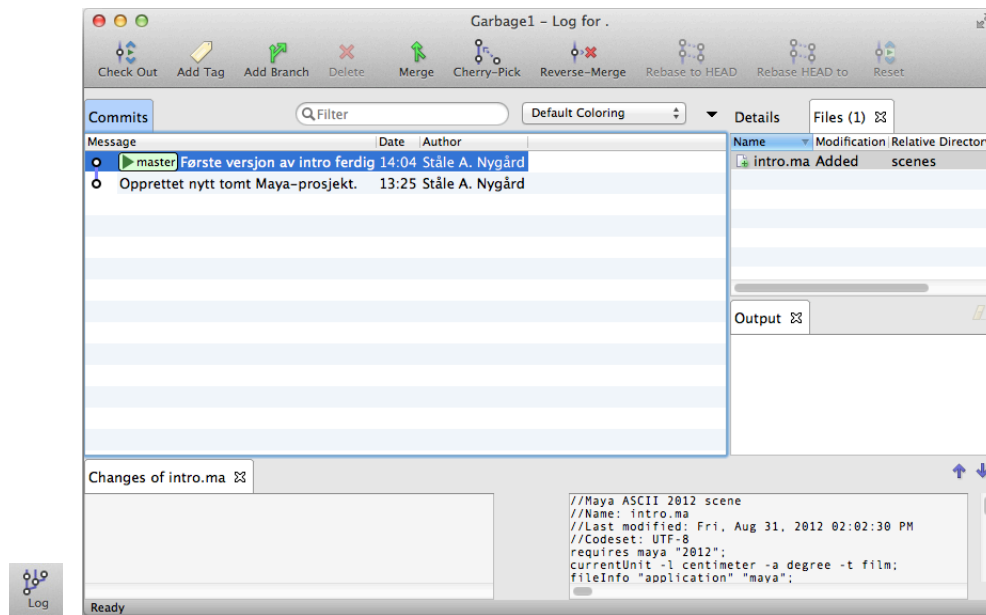 Garbage1 – Log for .
Check Out Add Tag Add Branch Delete Merge Cherry-Pick Reverse-Merge Rebase to HEAD Rebase HEAD to Reset
Commits Filter Default Coloring Details Files (1)
Message Date Author Name Modification Relative Directory
master Første versjon av intro ferdig 14:04 Ståle A. Nygård intro.ma Added scenes
Opprettet nytt tomt Maya-prosjekt. 13:25 Ståle A. Nygård
Output
Changes of intro.ma
//Maya ASCII 2012 scene
//Name: intro.ma
//Last modified: Fri, Aug 31, 2012 02:02:30 PM
//Codeset: UTF-8
requires maya "2012";
currentUnit -l centimeter -a degree -t film;
fileInfo "application" "maya";
Log
Ready